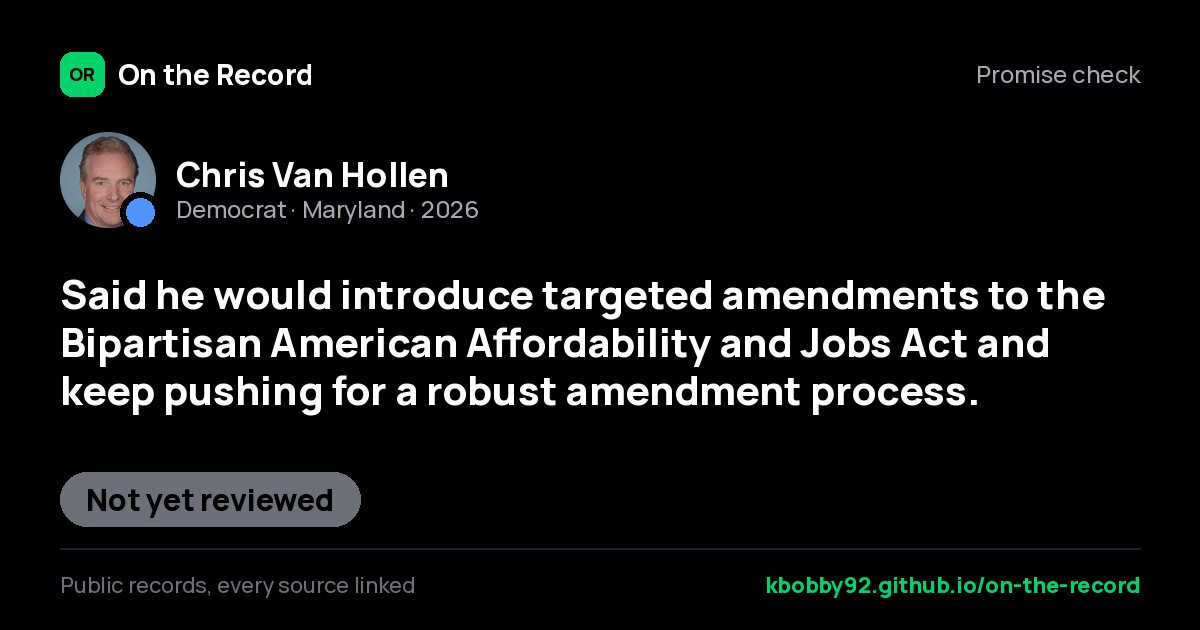 OR On the Record
Promise check
Chris Van Hollen
Democrat · Maryland · 2026
Said he would introduce targeted amendments to the
Bipartisan American Affordability and Jobs Act and
keep pushing for a robust amendment process.
Not yet reviewed
Public records, every source linked
kbobby92.github.io/on-the-record